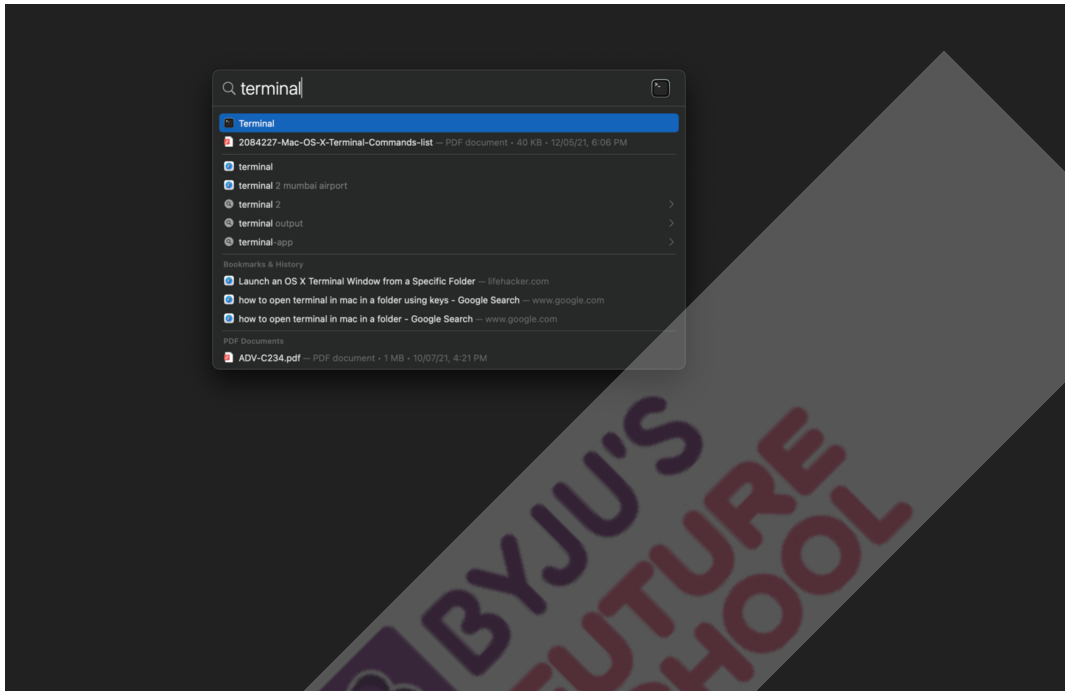 terminal
Terminal
2084227-Mac-OS-X-Terminal-Commands-list — PDF document • 40 KB • 12/05/21, 6:06 PM
terminal
terminal 2 mumbai airport
terminal 2
terminal output
terminal-app
Bookmarks & History
Launch an OS X Terminal Window from a Specific Folder — lifehacker.com
how to open terminal in mac in a folder using keys - Google Search — www.google.com
how to open terminal in mac in a folder - Google Search — www.google.com
PDF Documents
ADV-C234.pdf — PDF document • 1 MB • 10/07/21, 4:21 PM
BYJU'S
FUTURE
SCHOOL